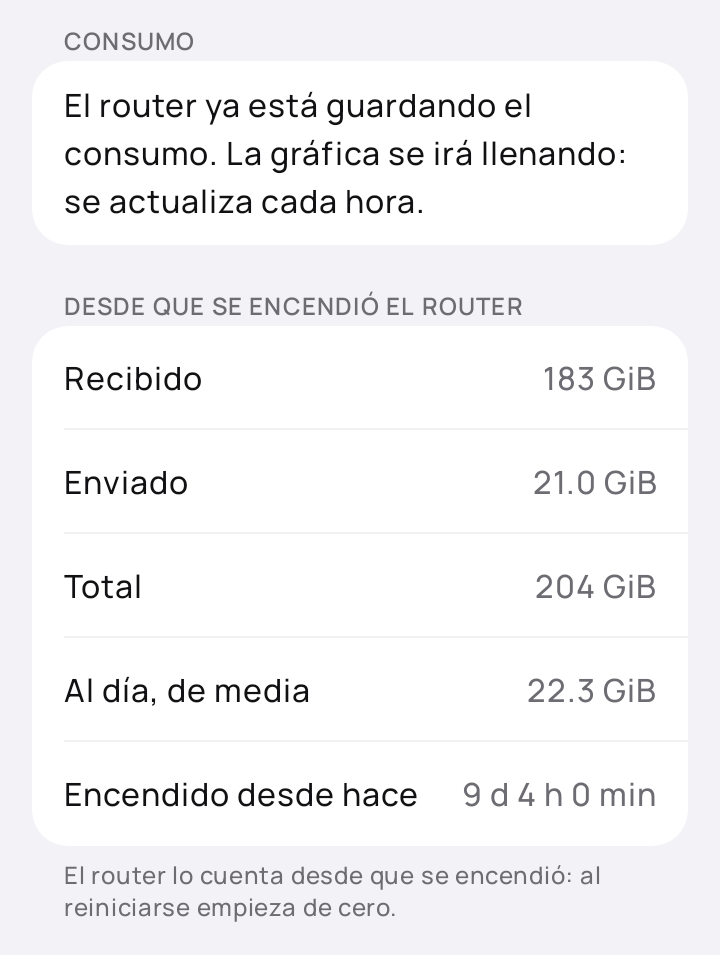 CONSUMO
El router ya está guardando el
consumo. La gráfica se irá llenando:
se actualiza cada hora.
DESDE QUE SE ENCENDIÓ EL ROUTER
Recibido 183 GiB
Enviado 21.0 GiB
Total 204 GiB
Al día, de media 22.3 GiB
Encendido desde hace 9 d 4 h 0 min
El router lo cuenta desde que se encendió: al
reiniciarse empieza de cero.